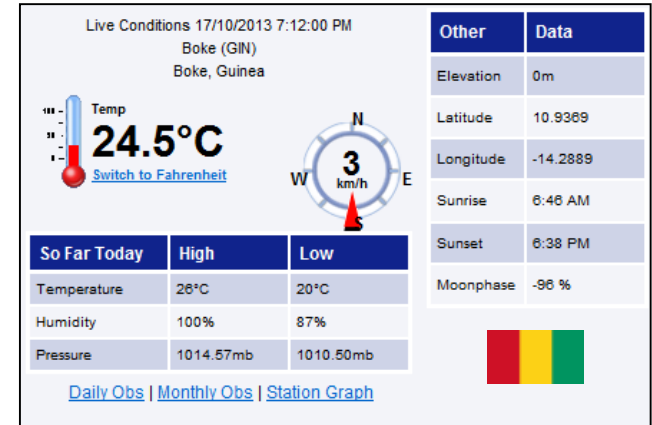 Live Conditions 17/10/2013 7:12:00 PM
Boke (GIN)
Boke, Guinea
Temp
24.5°C
Switch to Fahrenheit
N
W
3
km/h
E
S
So Far Today High Low
Temperature 26°C 20°C
Humidity 100% 87%
Pressure 1014.57mb 1010.50mb
Daily Obs | Monthly Obs | Station Graph
Other Data
Elevation 0m
Latitude 10.9369
Longitude -14.2889
Sunrise 6:46 AM
Sunset 6:38 PM
Moonphase -96 %